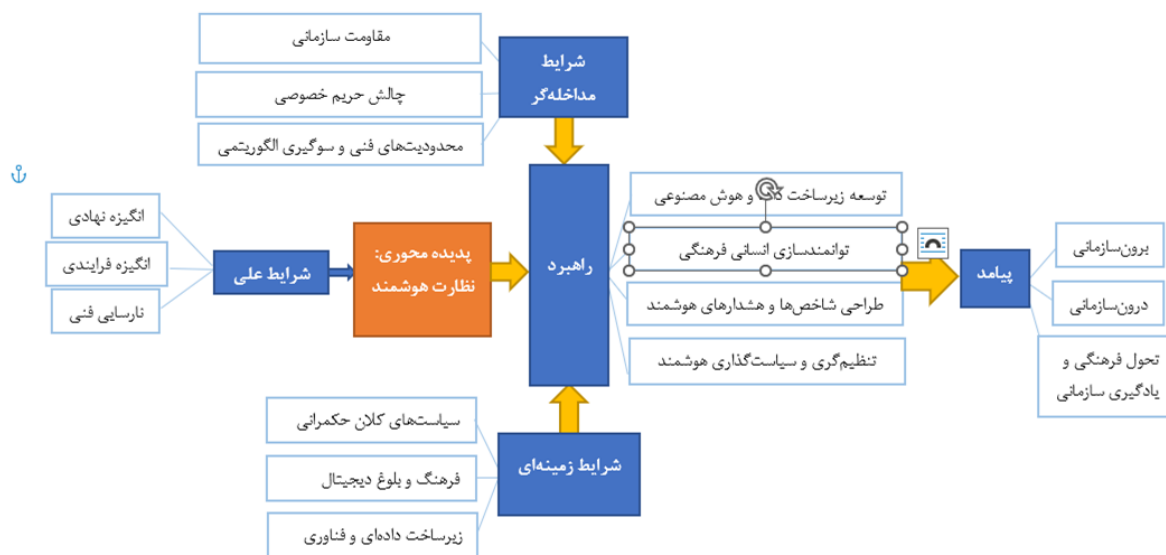 مقاومت سازمانی
چالش حریم خصوصی
محدودیت‌های فنی و سوگیری الگوریتمی
شرایط
مداخله‌گر
انگیزه نهادی
انگیزه فرایندی
نارسایی فنی
شرایط علی
پدیده محوری:
نظارت هوشمند
راهبرد
توسعه زیرساخت و هوش مصنوعی
توانمندسازی انسانی فرهنگی
طراحی شاخص‌ها و هشدارهای هوشمند
تنظیم‌گری و سیاست‌گذاری هوشمند
پیامد
برون‌سازمانی
درون‌سازمانی
تحول فرهنگی و
یادگیری سازمانی
سیاست‌های کلان حکمرانی
فرهنگ و بلوغ دیجیتال
زیرساخت داده‌ای و فناوری
شرایط زمینه‌ای